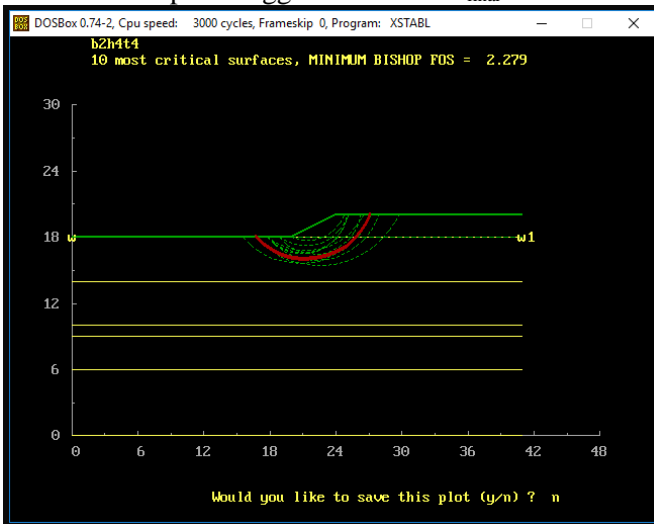 DOSBox 0.74-2, Cpu speed: 3000 cycles, Frameskip 0, Program: XSTABL
b2h4t4
10 most critical surfaces, MINIMUM BISHOP FOS = 2.279
30
24
18 w w1
12
6
0
0 6 12 18 24 30 36 42 48
Would you like to save this plot (y/n) ? n